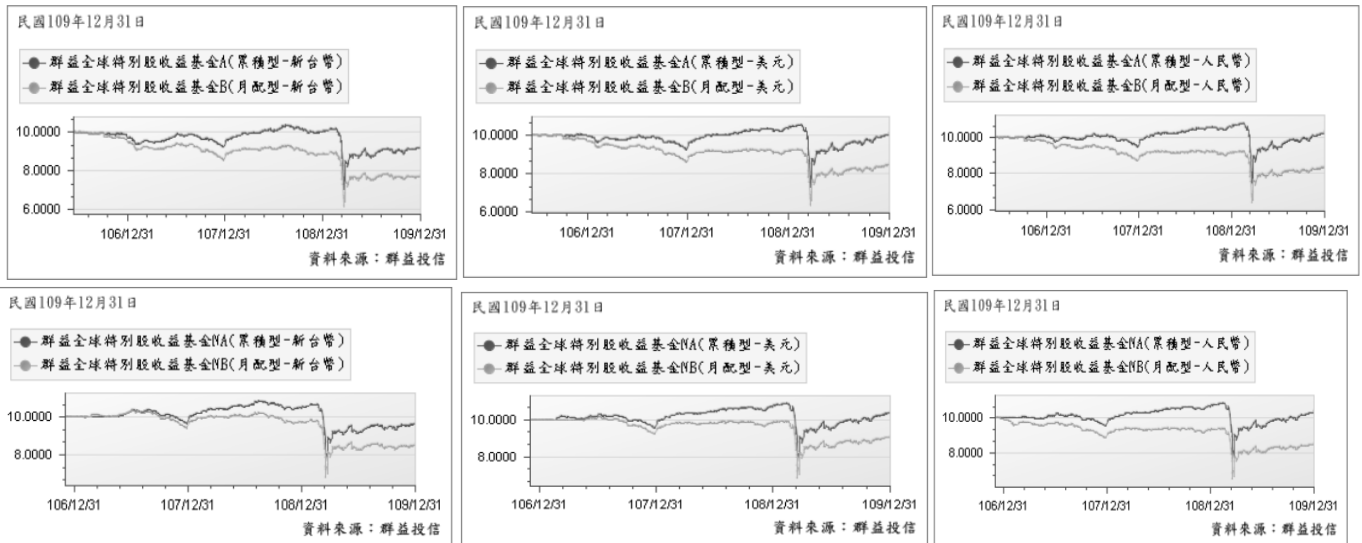 民國109年12月31日
群益全球特別股收益基金A(累積型-新台幣)
群益全球特別股收益基金B(月配型-新台幣)
10.0000
8.0000
6.0000
106/12/31 107/12/31 108/12/31 109/12/31
資料來源：群益投信
民國109年12月31日
群益全球特別股收益基金A(累積型-美元)
群益全球特別股收益基金B(月配型-美元)
10.0000
8.0000
6.0000
106/12/31 107/12/31 108/12/31 109/12/31
資料來源：群益投信
民國109年12月31日
群益全球特別股收益基金A(累積型-人民幣)
群益全球特別股收益基金B(月配型-人民幣)
10.0000
8.0000
6.0000
106/12/31 107/12/31 108/12/31 109/12/31
資料來源：群益投信
民國109年12月31日
群益全球特別股收益基金NA(累積型-新台幣)
群益全球特別股收益基金NB(月配型-新台幣)
10.0000
8.0000
106/12/31 107/12/31 108/12/31 109/12/31
資料來源：群益投信
民國109年12月31日
群益全球特別股收益基金NA(累積型-美元)
群益全球特別股收益基金NB(月配型-美元)
10.0000
8.0000
106/12/31 107/12/31 108/12/31 109/12/31
資料來源：群益投信
民國109年12月31日
群益全球特別股收益基金NA(累積型-人民幣)
群益全球特別股收益基金NB(月配型-人民幣)
10.0000
8.0000
106/12/31 107/12/31 108/12/31 109/12/31
資料來源：群益投信